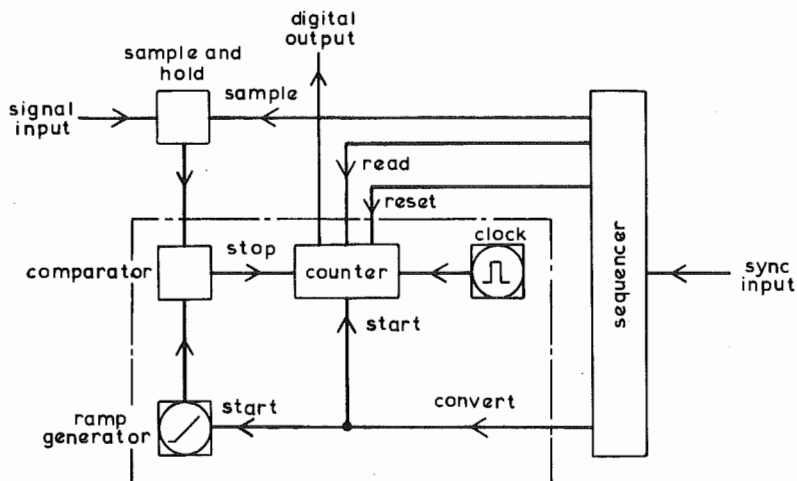 digital
output
sample and
hold
signal
input
sample
read
reset
clock
comparator
stop
counter
sequencer
sync
input
start
ramp
generator
start
convert